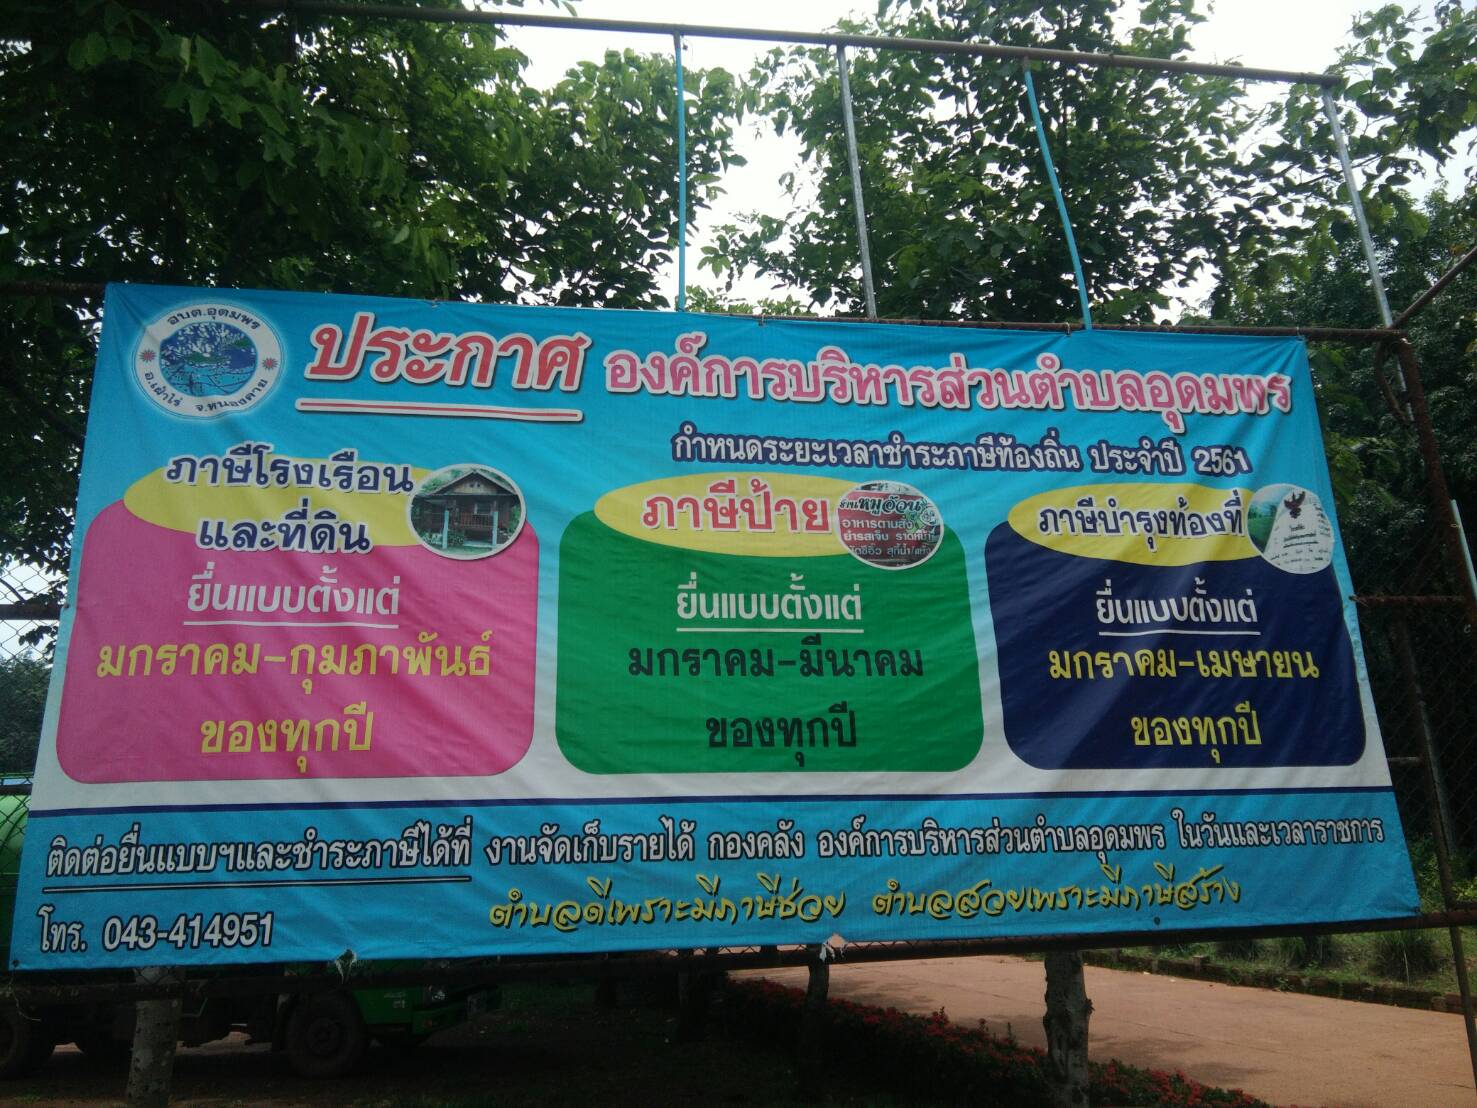 อบต.อุดมพร
อ.เฝ้าไร่ จ.หนองคาย
ประกาศ องค์การบริหารส่วนตำบลอุดมพร
กำหนดระยะเวลาชำระภาษีท้องถิ่น ประจำปี 2561
ภาษีโรงเรือน
และที่ดิน
ยื่นแบบตั้งแต่
มกราคม-กุมภาพันธ์
ของทุกปี
ภาษีป้าย
หมูอ้วน
อาหารตามสั่ง
ยื่นแบบตั้งแต่
มกราคม-มีนาคม
ของทุกปี
ภาษีบำรุงท้องที่
ยื่นแบบตั้งแต่
มกราคม-เมษายน
ของทุกปี
ติดต่อยื่นแบบฯและชำระภาษีได้ที่ งานจัดเก็บรายได้ กองคลัง องค์การบริหารส่วนตำบลอุดมพร ในวันและเวลาราชการ
โทร. 043-414951
ตำบลดีเพราะมีภาษีช่วย ตำบลสวยเพราะมีภาษีสร้าง